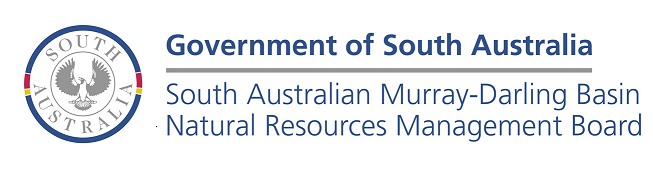 SOUTH
AUSTRALIA
Government of South Australia
South Australian Murray-Darling Basin
Natural Resources Management Board